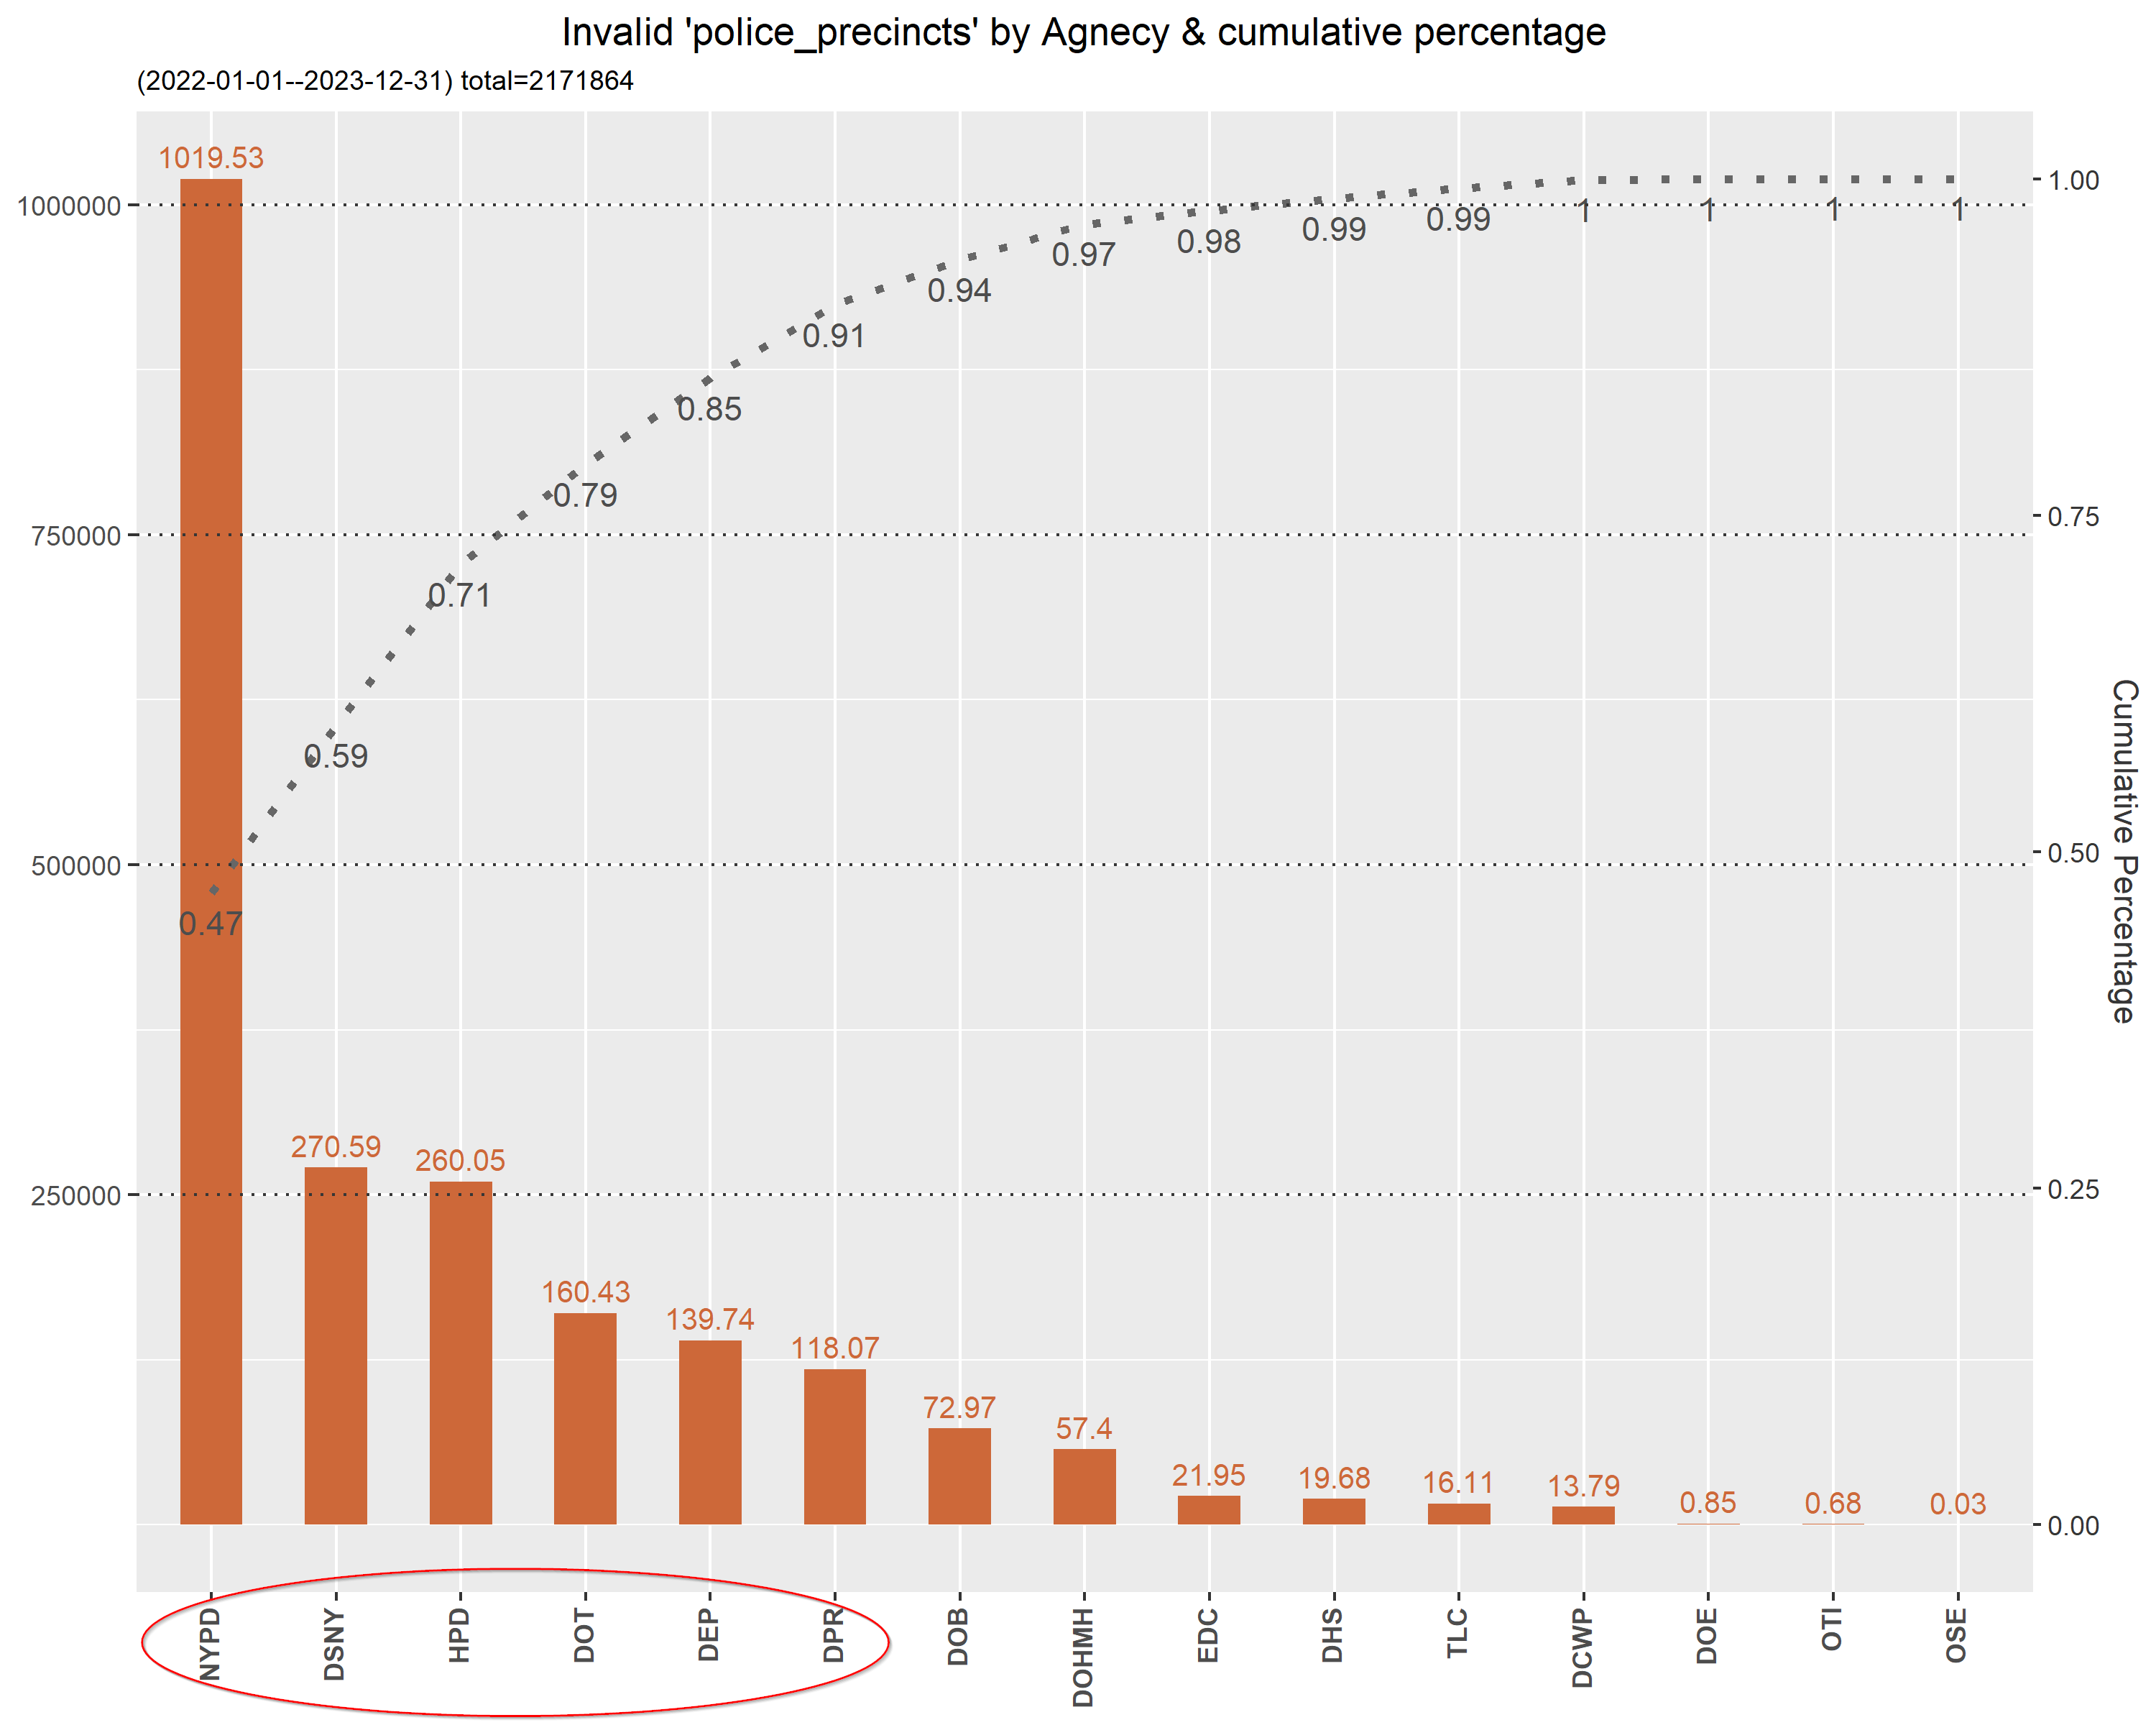 Invalid 'police_precincts' by Agnecy & cumulative percentage
(2022-01-01--2023-12-31) total=2171864
1019.53
1000000
1.00
0.97
0.98
0.99
0.99
1
1
1
1
0.94
0.91
0.85
0.79
750000
0.75
0.71
0.59
500000
0.50
0.47
Cumulative Percentage
270.59
260.05
250000
0.25
160.43
139.74
118.07
72.97
57.4
21.95
19.68
16.11
13.79
0.85
0.68
0.03
0.00
NYPD
DSNY
HPD
DOT
DEP
DPR
DOB
DOHMH
EDC
DHS
TLC
DCWP
DOE
OTI
OSE